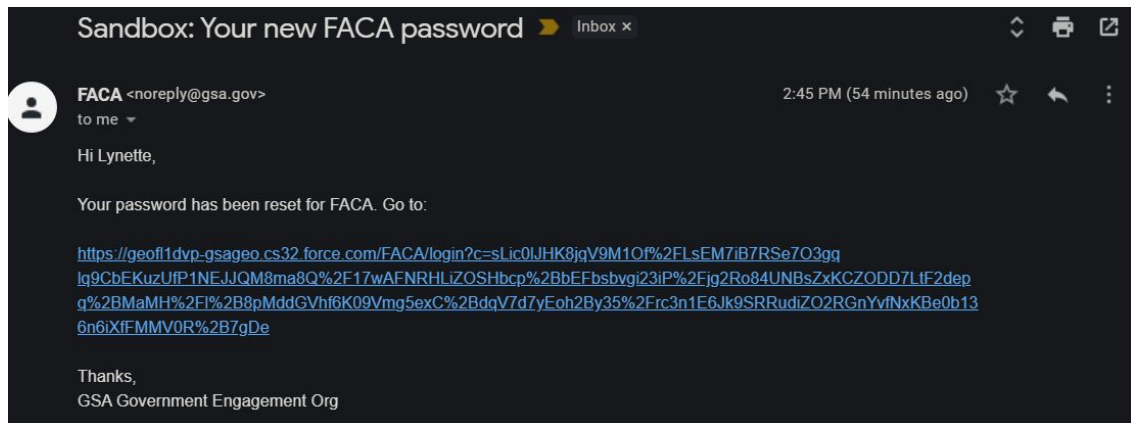 Sandbox: Your new FACA password Inbox ×
FACA <noreply@gsa.gov> 2:45 PM (54 minutes ago)
to me
Hi Lynette,
Your password has been reset for FACA. Go to:
https://geofl1dvp-gsageo.cs32.force.com/FACA/login?c=sLic0lJHK8jqV9M1Of%2FLsEM7iB7RSe7O3gq
lq9CbEKuzUfP1NEJJQM8ma8Q%2F17wAFNRHLiZOSHbcp%2BbEFbsbvgi23iP%2Fjg2Ro84UNBsZxKCZODD7LtF2dep
q%2BMaMH%2Fl%2B8pMddGVhf6K09Vmg5exC%2BdqV7d7yEoh2By35%2Frc3n1E6Jk9SRRudiZO2RGnYvfNxKBe0b13
6n6iXfFMMV0R%2B7gDe
Thanks,
GSA Government Engagement Org